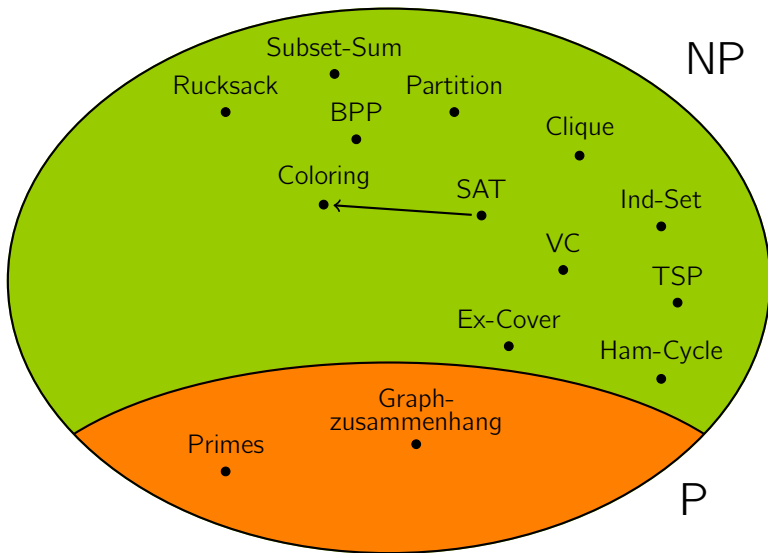 Subset-Sum
NP
Rucksack
Partition
BPP
Clique
Coloring
SAT
Ind-Set
VC
TSP
Ex-Cover
Ham-Cycle
Graph-
zusammenhang
Primes
P